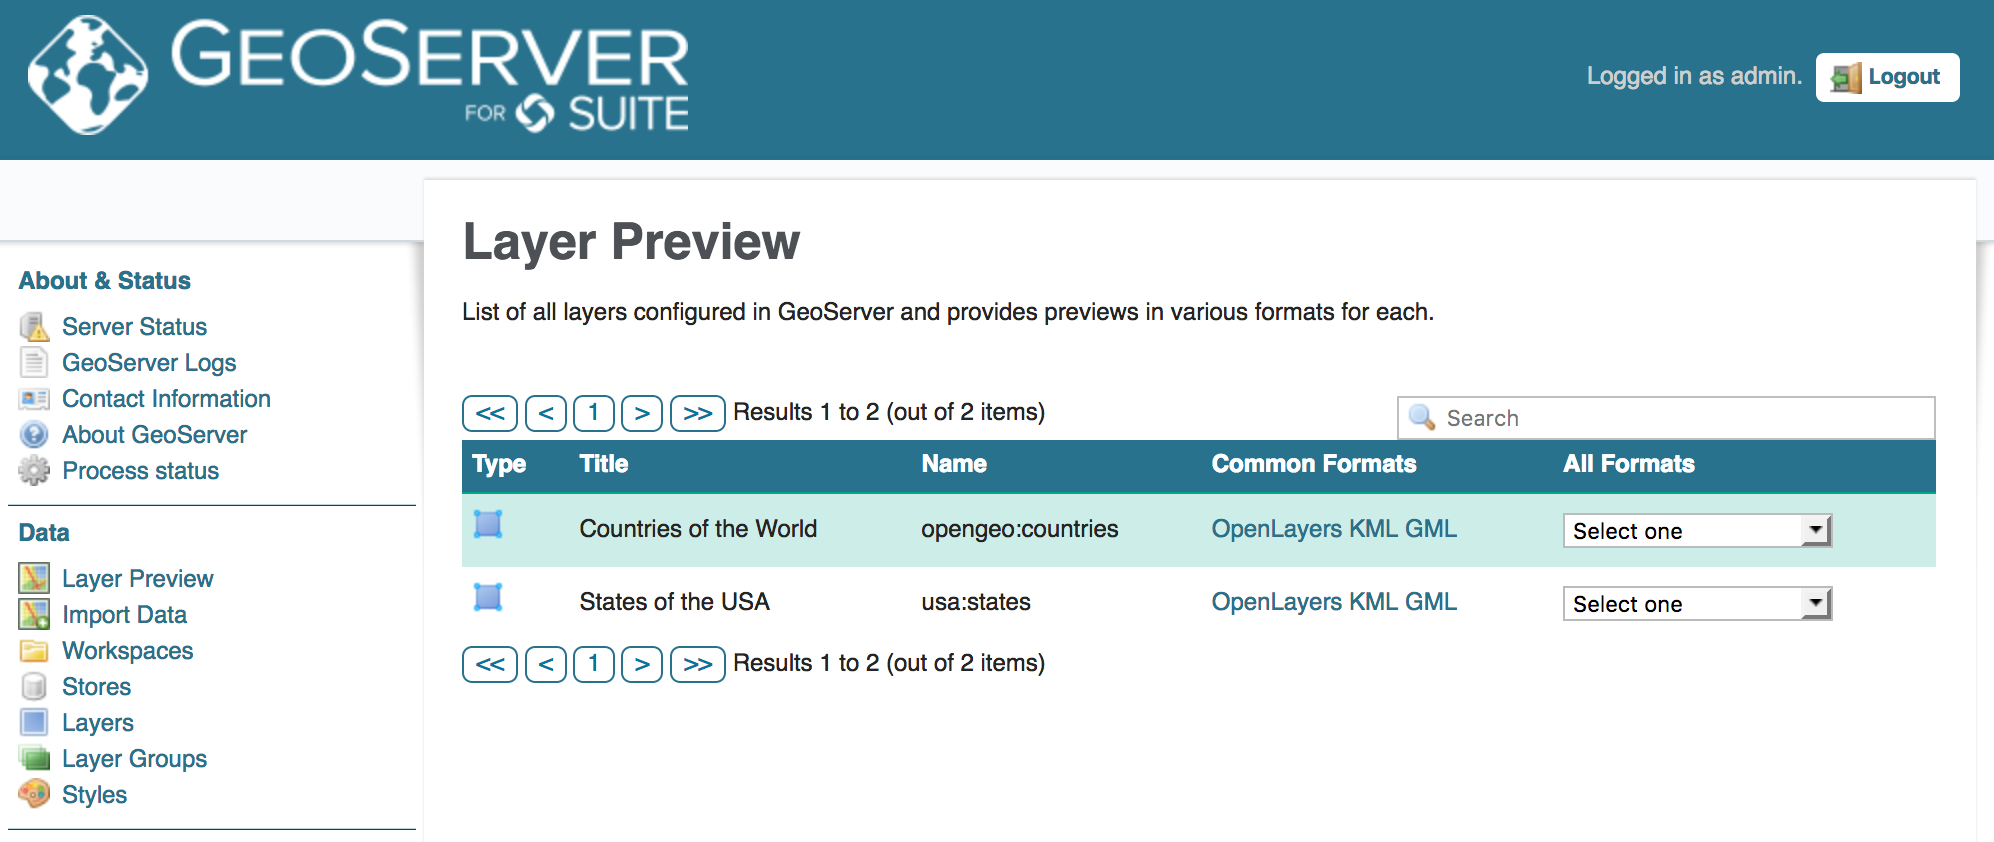 GEOSERVER
FOR SUITE
Logged in as admin. Logout
About & Status
Server Status
GeoServer Logs
Contact Information
About GeoServer
Process status
Data
Layer Preview
Import Data
Workspaces
Stores
Layers
Layer Groups
Styles
Layer Preview
List of all layers configured in GeoServer and provides previews in various formats for each.
<< < 1 > >> Results 1 to 2 (out of 2 items) Search
Type Title Name Common Formats All Formats
Countries of the World opengeo:countries OpenLayers KML GML Select one
States of the USA usa:states OpenLayers KML GML Select one
<< < 1 > >> Results 1 to 2 (out of 2 items)